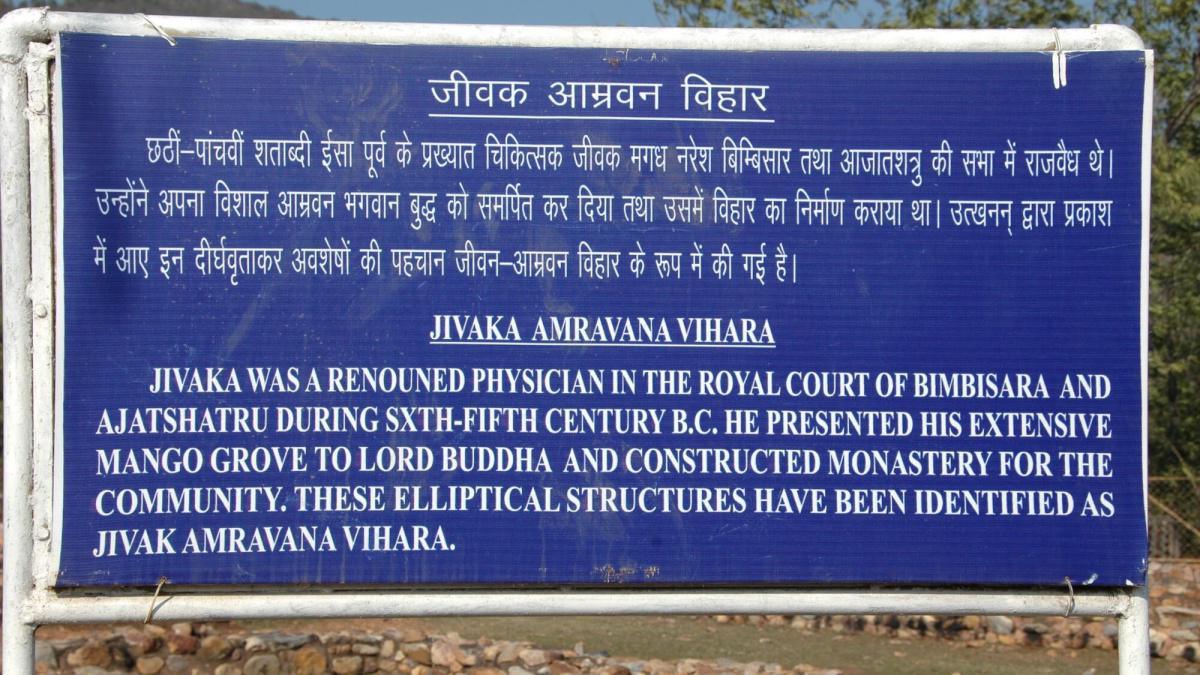 जीवक आम्रवन विहार
छठीं–पांचवीं शताब्दी ईसा पूर्व के प्रख्यात चिकित्सक जीवक मगध नरेश बिम्बिसार तथा आजातशत्रु की सभा में राजवैध थे।
उन्होंने अपना विशाल आम्रवन भगवान बुद्ध को समर्पित कर दिया तथा उसमें विहार का निर्माण कराया था। उत्खनन् द्वारा प्रकाश
में आए इन दीर्घवृताकर अवशेषों की पहचान जीवन–आम्रवन विहार के रूप में की गई है।
JIVAKA AMRAVANA VIHARA
JIVAKA WAS A RENOUNED PHYSICIAN IN THE ROYAL COURT OF BIMBISARA AND
AJATSHATRU DURING SXTH-FIFTH CENTURY B.C. HE PRESENTED HIS EXTENSIVE
MANGO GROVE TO LORD BUDDHA AND CONSTRUCTED MONASTERY FOR THE
COMMUNITY. THESE ELLIPTICAL STRUCTURES HAVE BEEN IDENTIFIED AS
JIVAK AMRAVANA VIHARA.